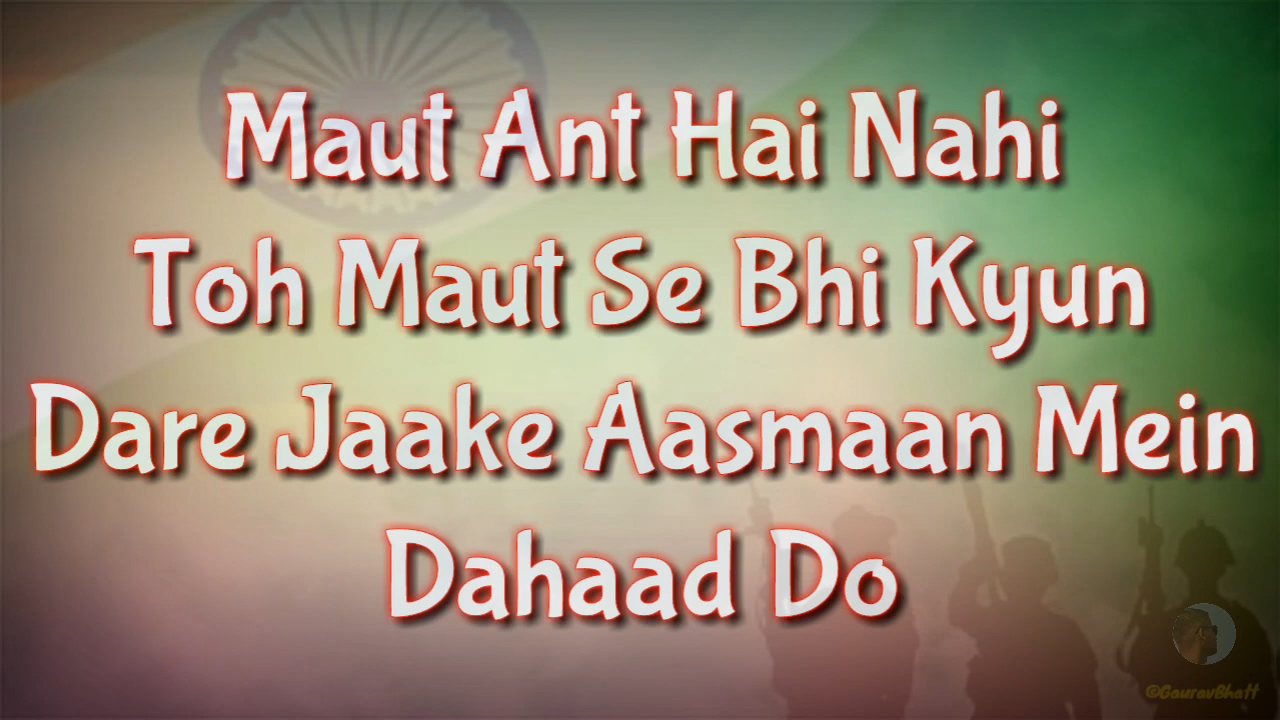 Maut Ant Hai Nahi
Toh Maut Se Bhi Kyun
Dare Jaake Aasmaan Mein
Dahaad Do
©GauravBhatt